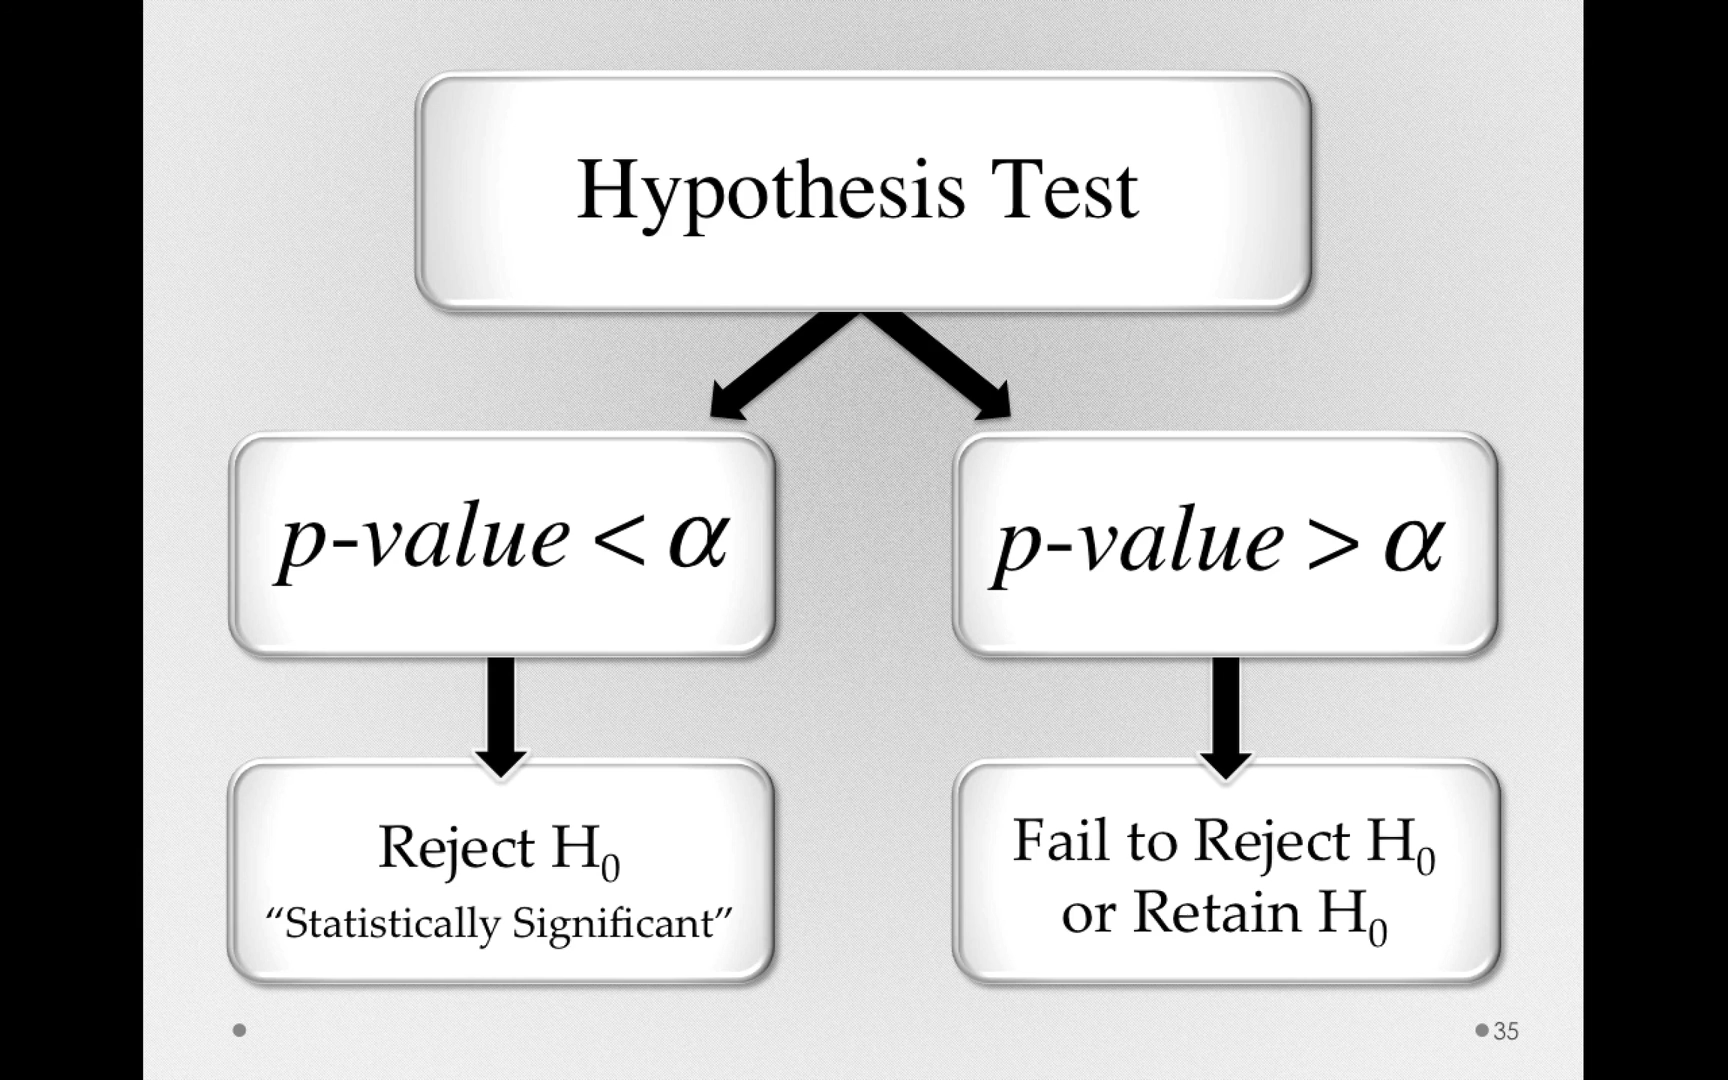 Hypothesis Test
p-value < α
p-value > α
Reject H₀
“Statistically Significant”
Fail to Reject H₀
or Retain H₀
35